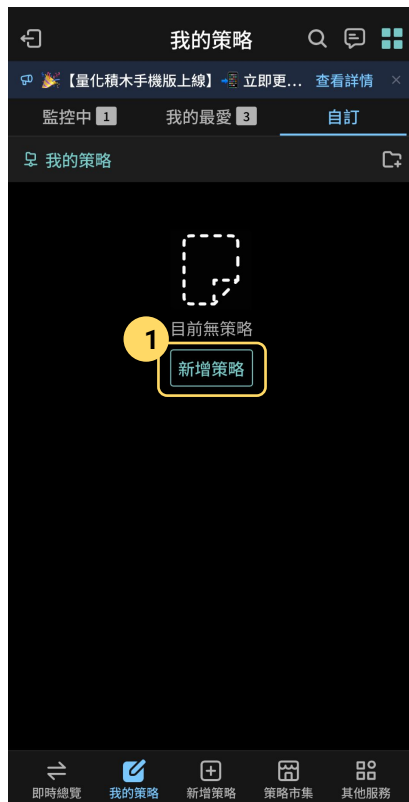 我的策略
【量化積木手機版上線】 立即更... 查看詳情
監控中 1 我的最愛 3 自訂
我的策略
目前無策略
1
新增策略
即時總覽 我的策略 新增策略 策略市集 其他服務